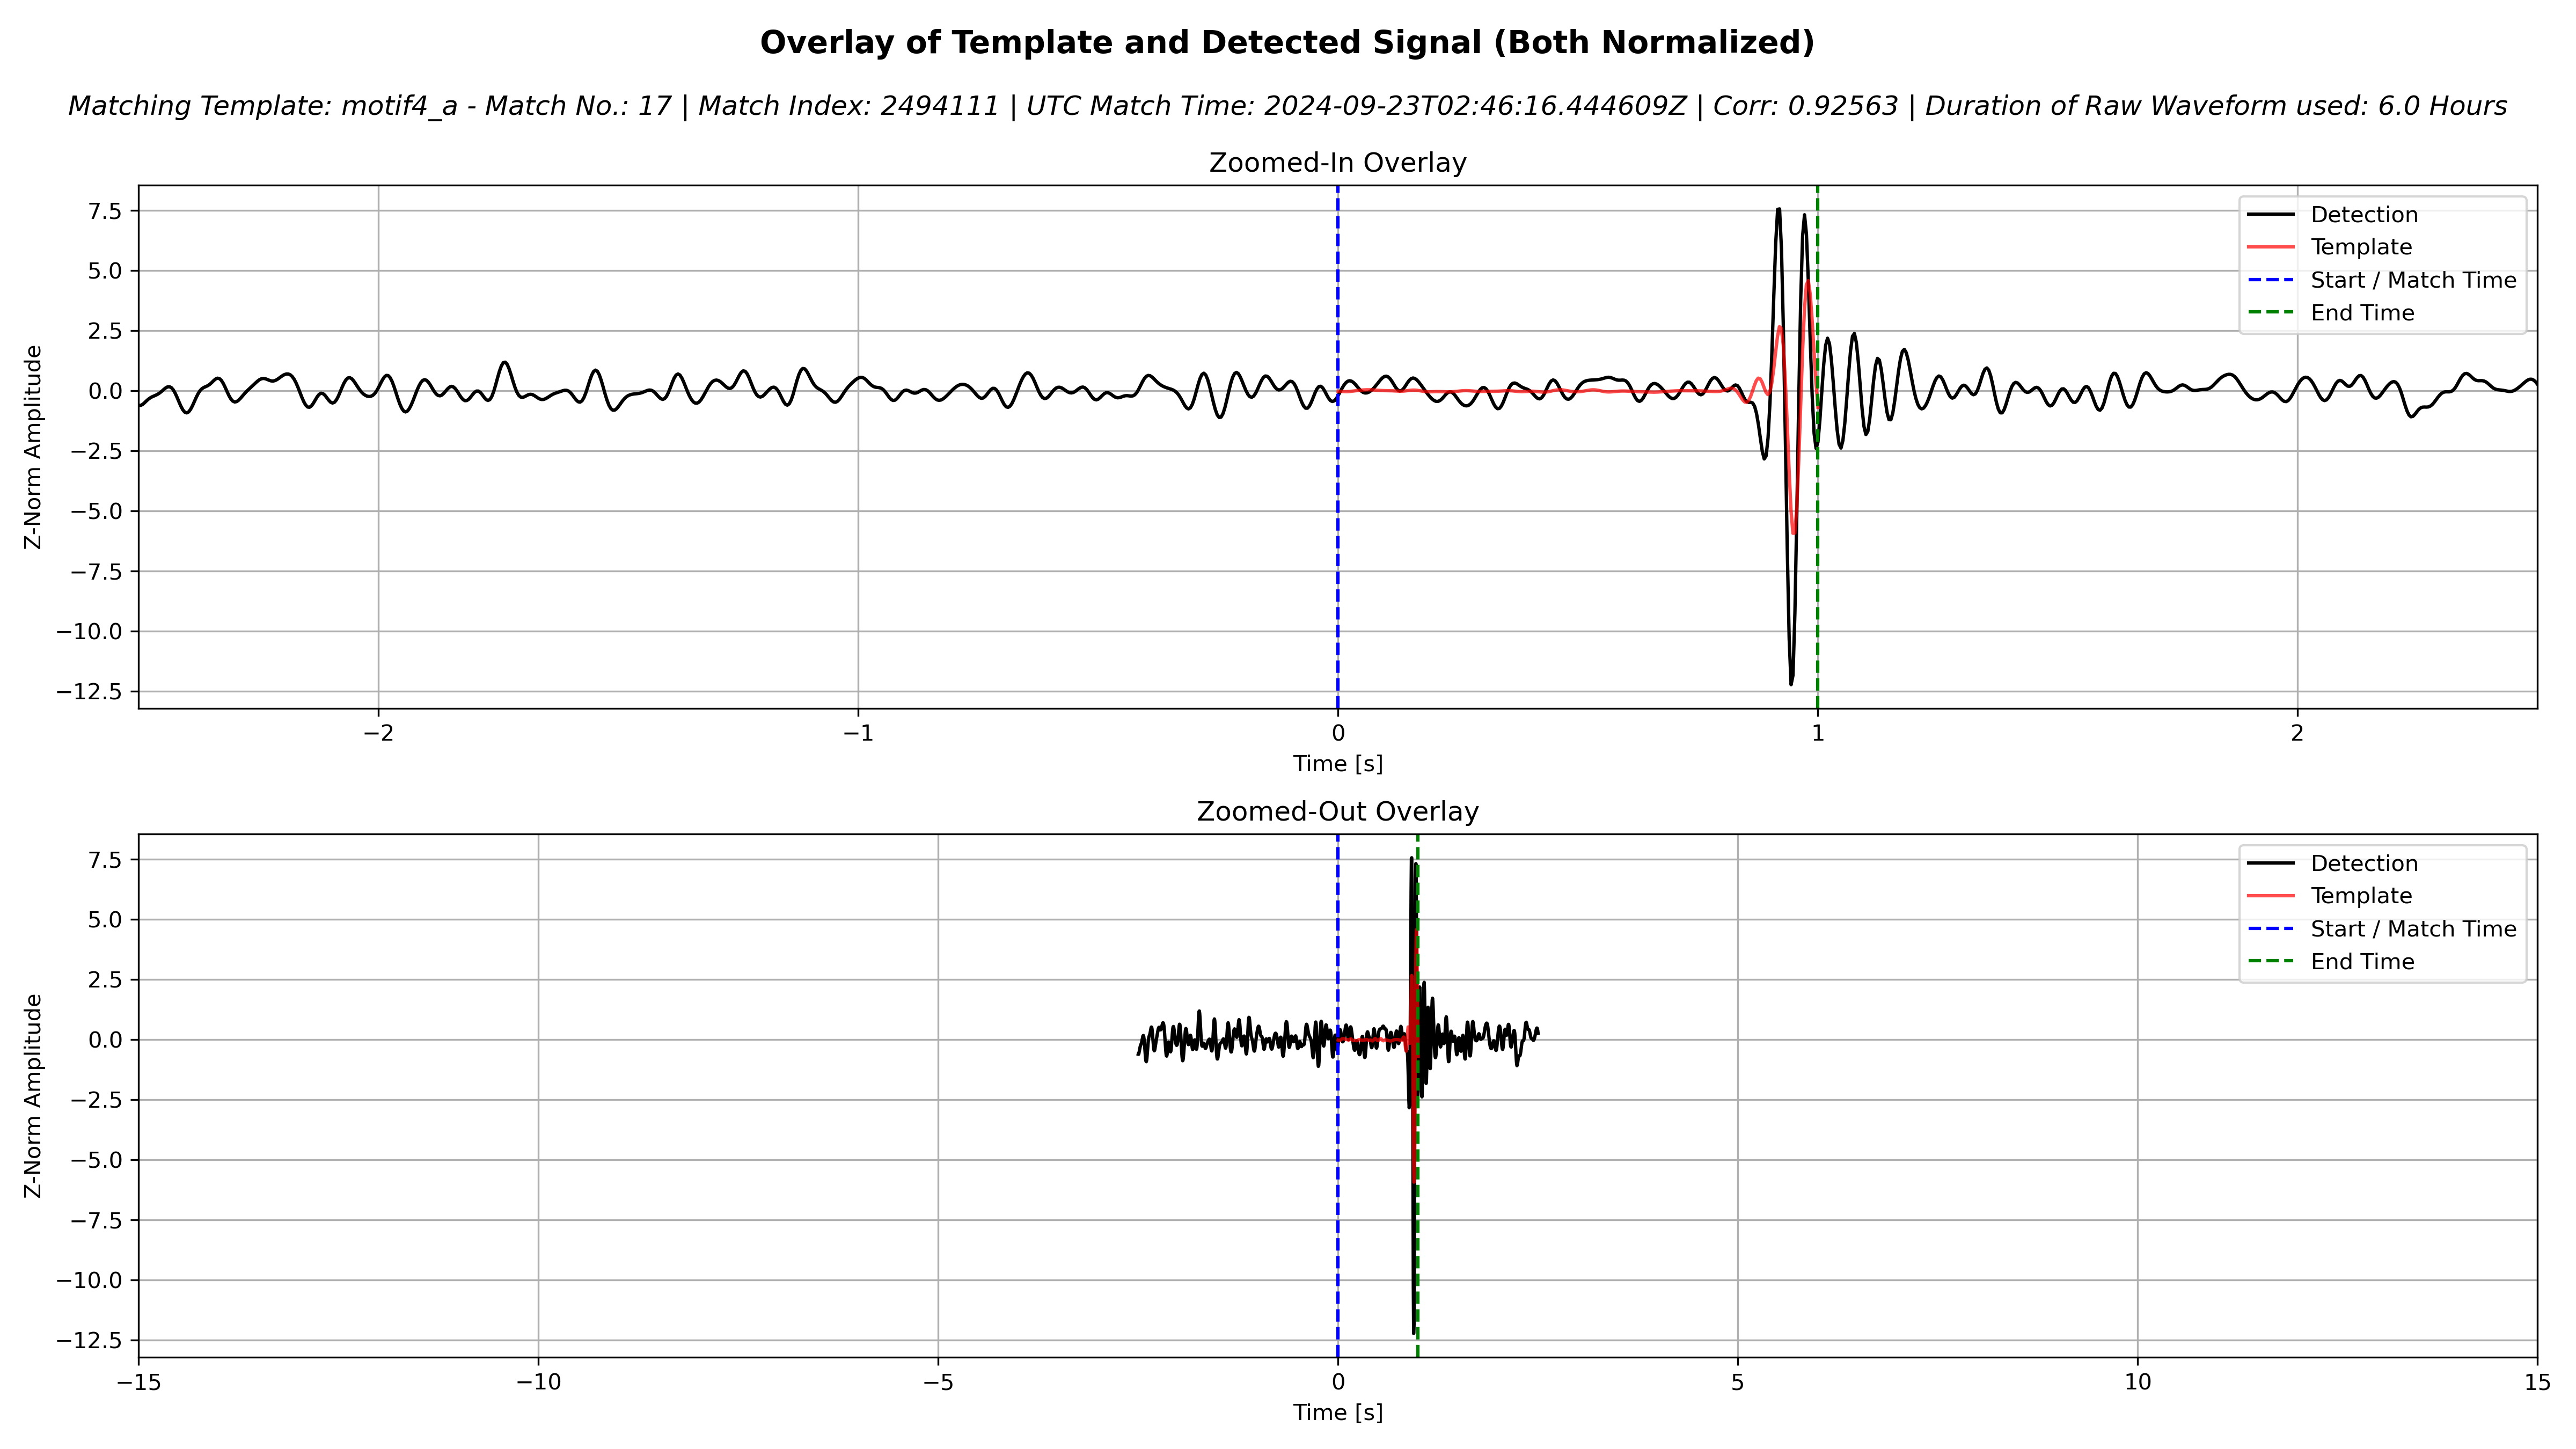 Overlay of Template and Detected Signal (Both Normalized)
Matching Template: motif4_a - Match No.: 17 | Match Index: 2494111 | UTC Match Time: 2024-09-23T02:46:16.444609Z | Corr: 0.92563 | Duration of Raw Waveform used: 6.0 Hours
Zoomed-In Overlay
Z-Norm Amplitude
7.5
5.0
2.5
0.0
−2.5
−5.0
−7.5
−10.0
−12.5
Detection
Template
Start / Match Time
End Time
−2 −1 0 1 2
Time [s]
Zoomed-Out Overlay
Z-Norm Amplitude
7.5
5.0
2.5
0.0
−2.5
−5.0
−7.5
−10.0
−12.5
Detection
Template
Start / Match Time
End Time
−15 −10 −5 0 5 10 15
Time [s]